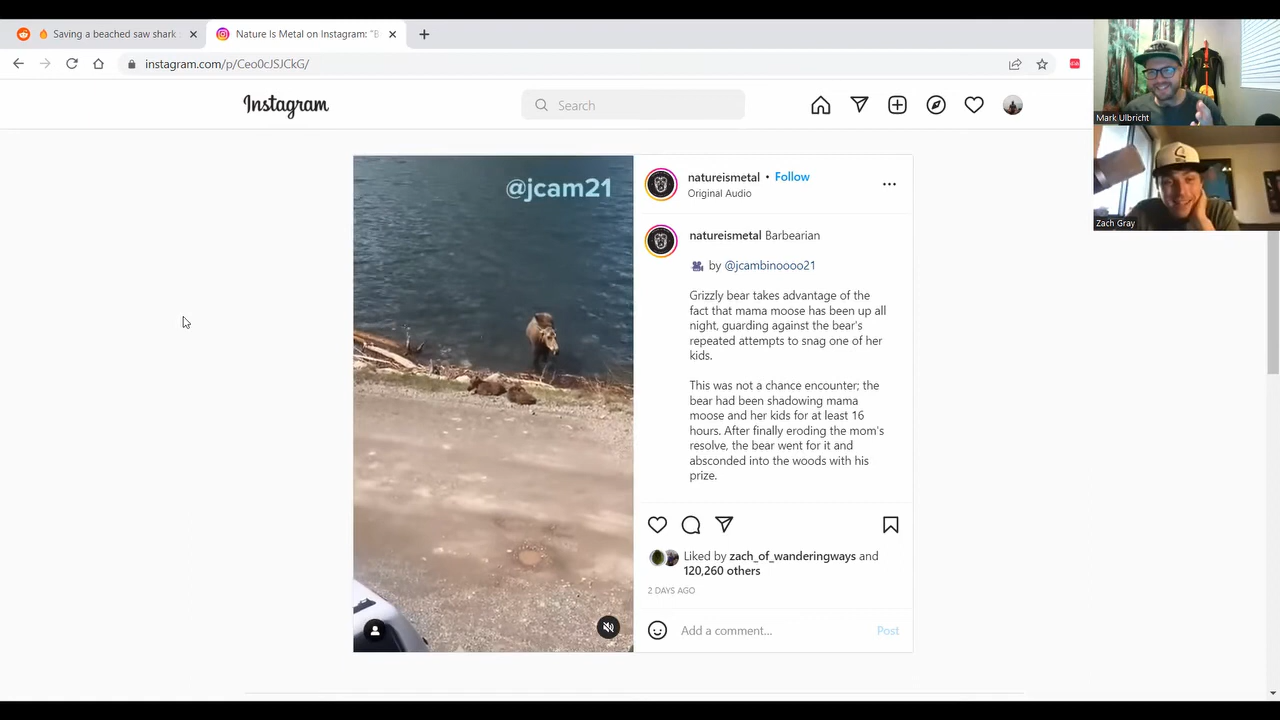 Saving a beached saw shark
Nature Is Metal on Instagram: "B
instagram.com/p/Ceo0cJSJCkG/
Instagram
Search
@jcam21
natureismetal • Follow
Original Audio
natureismetal Barbearian
by @jcambinoooo21
Grizzly bear takes advantage of the
fact that mama moose has been up all
night, guarding against the bear's
repeated attempts to snag one of her
kids.
This was not a chance encounter; the
bear had been shadowing mama
moose and her kids for at least 16
hours. After finally eroding the mom's
resolve, the bear went for it and
absconded into the woods with his
prize.
Liked by zach_of_wanderingways and
120,260 others
2 DAYS AGO
Add a comment...
Post
Mark Ulbricht
Zach Gray